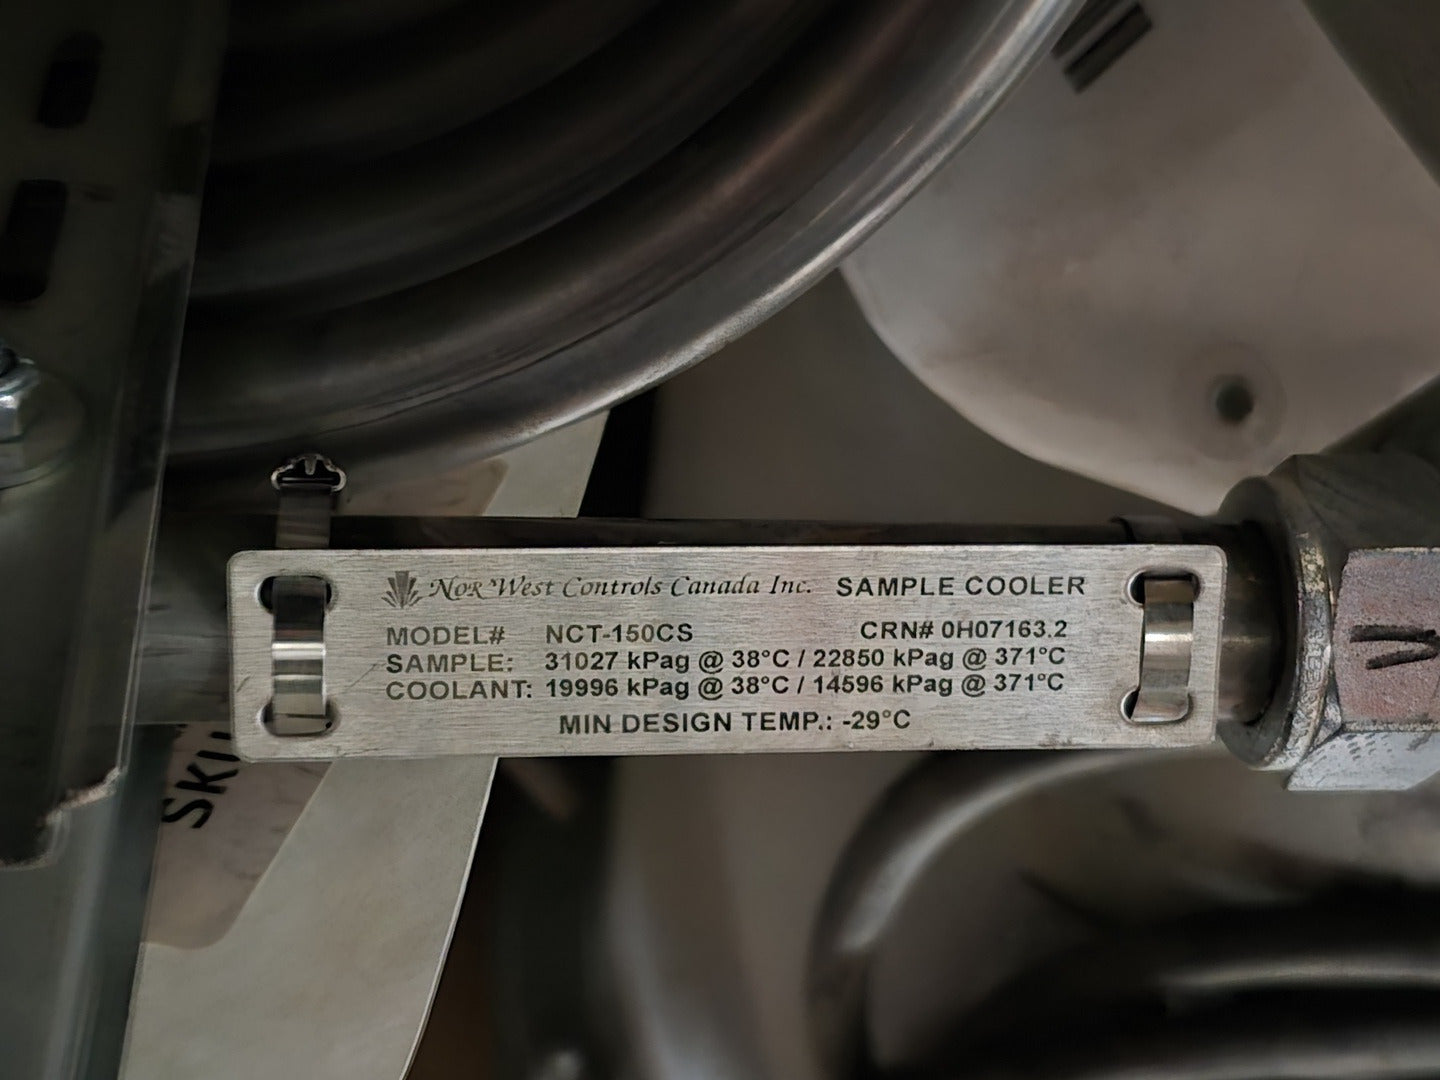 Nor'West Controls Canada Inc. SAMPLE COOLER
MODEL# NCT-150CS CRN# 0H07163.2
SAMPLE: 31027 kPag @ 38°C / 22850 kPag @ 371°C
COOLANT: 19996 kPag @ 38°C / 14596 kPag @ 371°C
MIN DESIGN TEMP.: -29°C